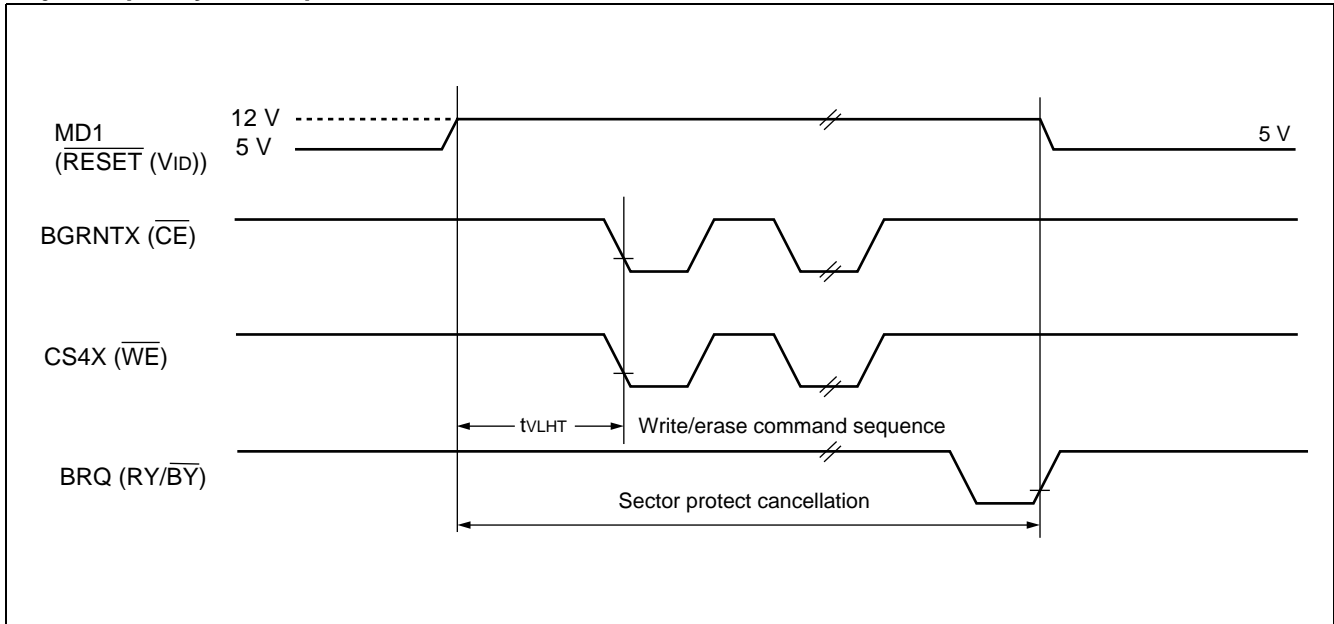 12 V
MD1
5 V
5 V
(RESET (VID))
BGRNTX (CE)
CS4X (WE)
tVLHT
Write/erase command sequence
BRQ (RY/BY)
Sector protect cancellation